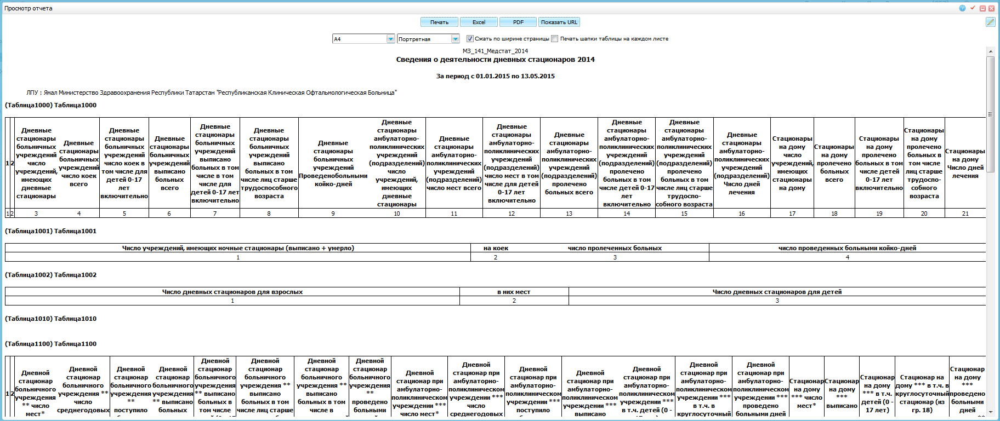 Просмотр отчета
Печать Excel PDF Показать URL
A4 Портретная Сжать по ширине страницы Печать шапки таблицы на каждом листе
МЗ_141_Медстат_2014
Сведения о деятельности дневных стационаров 2014
За период с 01.01.2015 по 13.05.2015
ЛПУ : Ямал Министерство Здравоохранения Республики Татарстан "Республиканская Клиническая Офтальмологическая Больница"
(Таблица1000) Таблица1000
1
2
Дневные
стационары
больничных
учреждений
число
учреждений,
имеющих
дневные
стационары
Дневные
стационары
больничных
учреждений
число коек
всего
Дневные
стационары
больничных
учреждений
число коек в
том числе для
детей 0-17
лет
включительно
Дневные
стационары
больничных
учреждений
выписано
больных
всего
Дневные
стационары
больничных
учреждений
выписано
больных в том
числе в том
числе для
детей 0-17 лет
включительно
Дневные
стационары
больничных
учреждений
выписано
больных в том
числе лиц старше
трудоспособного
возраста
Дневные
стационары
больничных
учреждений
Проведенобольными
койко-дней
Дневные
стационары
амбулаторно-
поликлинических
учреждений
(подразделений)
число
учреждений,
имеющих
дневные
стационары
Дневные
стационары
амбулаторно-
поликлинических
учреждений
(подразделений)
число мест всего
Дневные
стационары
амбулаторно-
поликлинических
учреждений
(подразделений)
число мест в том
числе для детей
0-17 лет
включительно
Дневные
стационары
амбулаторно-
поликлинических
учреждений
(подразделений)
пролечено
больных всего
Дневные
стационары
амбулаторно-
поликлинических
учреждений
(подразделений)
пролечено
больных в том
числе детей 0-17
лет
включительно
Дневные
стационары
амбулаторно-
поликлинических
учреждений
(подразделений)
пролечено
больных в том
числе лиц старше
трудоспо-
собного возраста
Дневные
стационары
амбулаторно-
поликлинических
учреждений
(подразделений)
Число дней
лечения
Стационары
на дому
число
учреждений,
имеющих
стационары
на дому
Стационары
на дому
пролечено
больных
всего
Стационары
на дому
пролечено
больных в том
числе детей
0-17 лет
включительно
Стационары
на дому
пролечено
больных в
том числе
лиц старше
трудоспо-
собного
возраста
Стационары
на дому
Число дней
лечения
1 2 3 4 5 6 7 8 9 10 11 12 13 14 15 16 17 18 19 20 21
(Таблица1001) Таблица1001
Число учреждений, имеющих ночные стационары (выписано + умерло) на коек число пролеченных больных число проведенных больными койко-дней
1 2 3 4
(Таблица1002) Таблица1002
Число дневных стационаров для взрослых в них мест Число дневных стационаров для детей
1 2 3
(Таблица1010) Таблица1010
(Таблица1100) Таблица1100
1
2
Дневной
стационар
больничного
учреждения
** число
мест*
Дневной
стационар
больничного
учреждения **
число
среднегодовых
Дневной
стационар
больничного
учреждения
**
поступило
Дневной
стационар
больничного
учреждения
** выписано
больных
Дневной
стационар
больничного
учреждения
** выписано
больных в
том числе
Дневной
стационар
больничного
учреждения **
выписано
больных в том
числе лиц старше
Дневной
стационар
больничного
учреждения **
выписано
больных в том
числе в
Дневной
стационар
больничного
учреждения
**
проведено
больными
Дневной
стационар при
амбулаторно-
поликлиническом
учреждении ***
число мест*
Дневной
стационар при
амбулаторно-
поликлиническом
учреждении ***
число
среднегодовых
Дневной
стационар при
амбулаторно-
поликлиническом
учреждении ***
поступило
Дневной
стационар при
амбулаторно-
поликлиническом
учреждении ***
выписано
Дневной
стационар при
амбулаторно-
поликлиническом
учреждении ***
в т.ч. детей (0 -
Дневной
стационар при
амбулаторно-
поликлиническом
учреждении ***
в т.ч. в
круглосуточный
Дневной
стационар при
амбулаторно-
поликлиническом
учреждении ***
проведено
больными дней
Стационар
на дому
*** число
мест*
Стационар
на дому
***
выписано
Стационар
на дому
*** в т.ч.
детей (0 -
17 лет)
Стационар на
дому *** в т.ч. в
круглосуточный
стационар (из
гр. 18)
Стационар
на дому
***
проведено
больными
дней